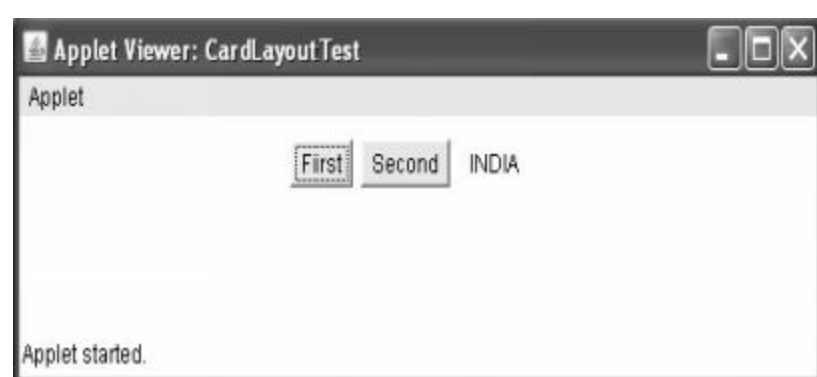 Applet Viewer: CardLayoutTest
Applet
First Second INDIA
Applet started.